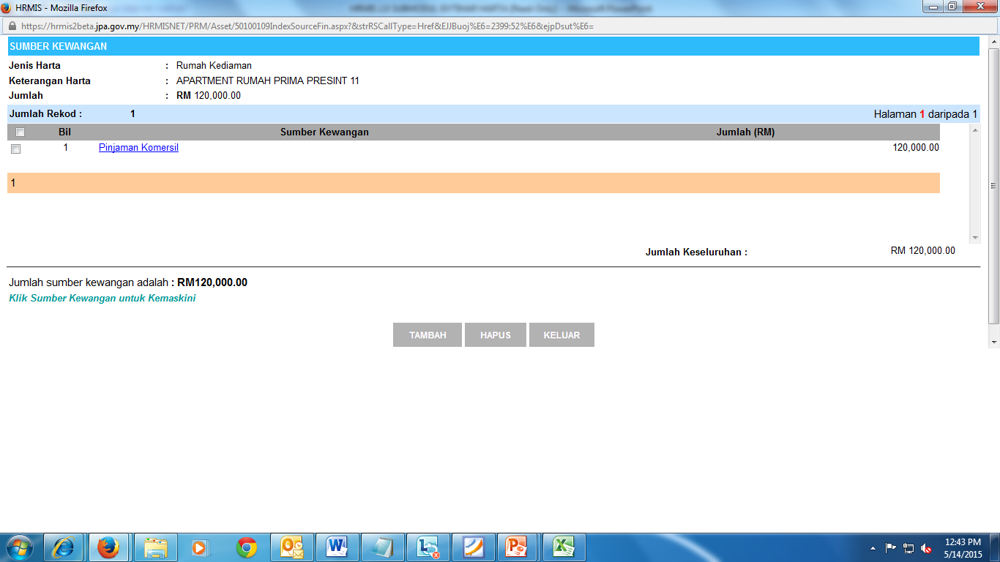 HRMIS - Mozilla Firefox
https://hrmis2beta.jpa.gov.my/HRMISNET/PRM/Asset/50100109IndexSourceFin.aspx?&strRSCallType=Href&EJJBuoj%E6=2399:52%E6&ejpDsut%E6=
SUMBER KEWANGAN
Jenis Harta : Rumah Kediaman
Keterangan Harta : APARTMENT RUMAH PRIMA PRESINT 11
Jumlah : RM 120,000.00
Jumlah Rekod : 1 Halaman 1 daripada 1
Bil Sumber Kewangan Jumlah (RM)
1 Pinjaman Komersil 120,000.00
1
Jumlah Keseluruhan : RM 120,000.00
Jumlah sumber kewangan adalah : RM120,000.00
Klik Sumber Kewangan untuk Kemaskini
TAMBAH HAPUS KELUAR
12:43 PM
5/14/2015